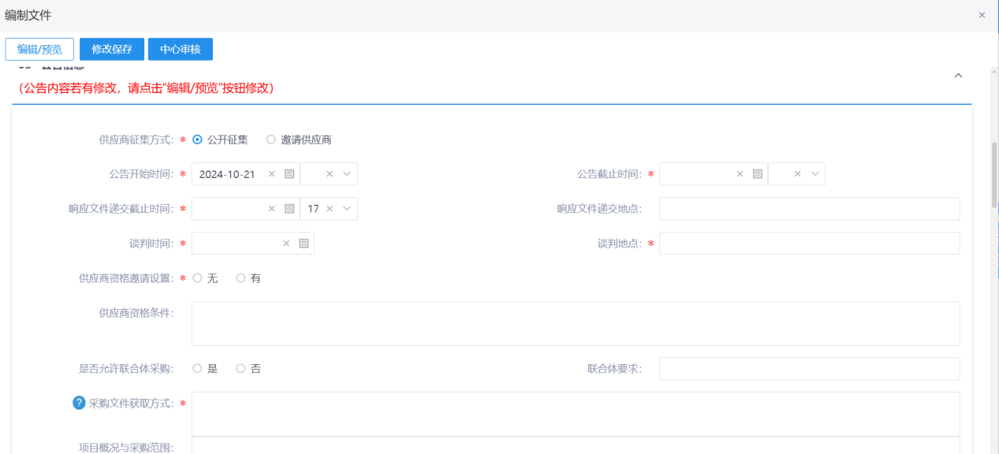 编制文件
编辑/预览 修改保存 中心审核
(公告内容若有修改，请点击"编辑/预览"按钮修改)
供应商征集方式: * 公开征集 邀请供应商
公告开始时间: * 2024-10-21 公告截止时间: *
响应文件递交截止时间: * 17 响应文件递交地点:
谈判时间: * 谈判地点: *
供应商资格邀请设置: * 无 有
供应商资格条件:
是否允许联合体采购: 是 否 联合体要求:
? 采购文件获取方式: *
项目概况与采购范围: